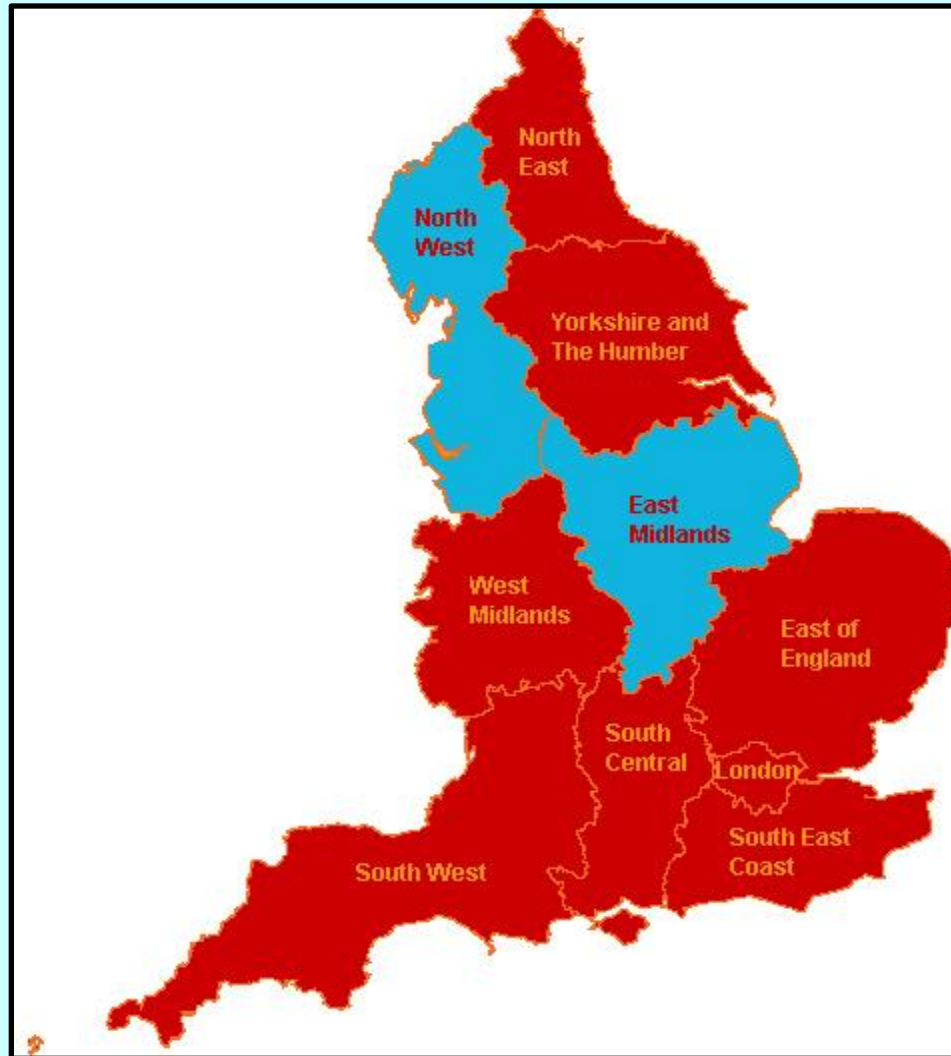 North
East
North
West
Yorkshire and
The Humber
East
Midlands
West
Midlands
East of
England
South
Central
London
South East
Coast
South West